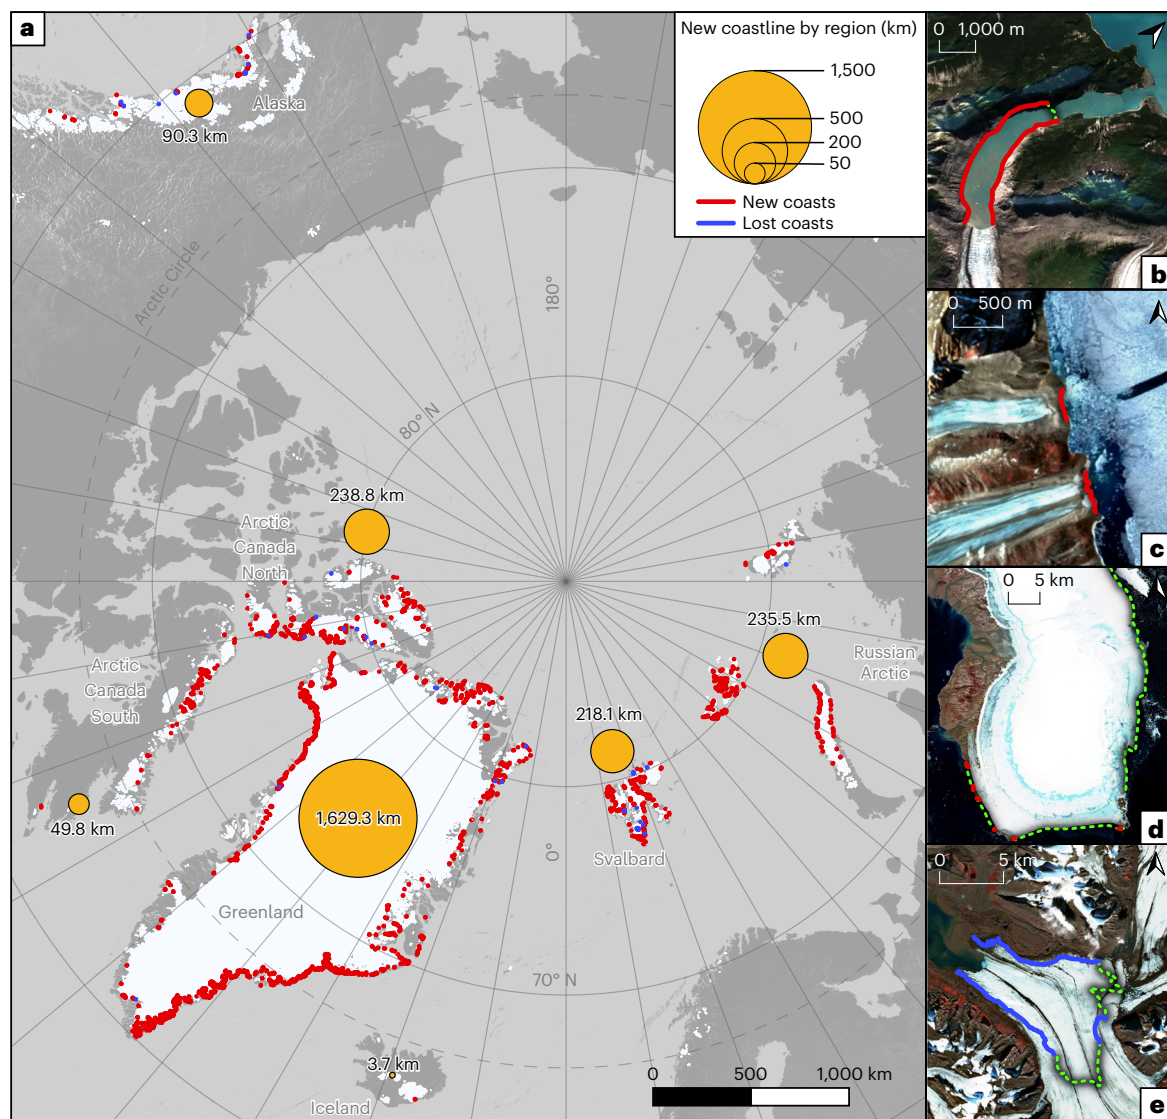 a
New coastline by region (km)
1,500
500
200
50
New coasts
Lost coasts
Alaska
90.3 km
Arctic Circle
180°
80° N
238.8 km
Arctic
Canada
North
235.5 km
Russian
Arctic
Arctic
Canada
South
218.1 km
49.8 km
1,629.3 km
0°
Svalbard
Greenland
70° N
3.7 km
Iceland
0 500 1,000 km
0 1,000 m
b
0 500 m
c
0 5 km
d
0 5 km
e